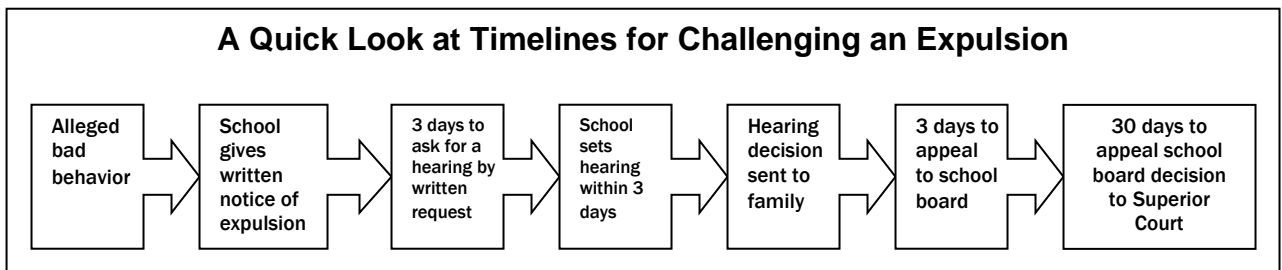 A Quick Look at Timelines for Challenging an Expulsion
Alleged
bad
behavior
School
gives
written
notice of
expulsion
3 days to
ask for a
hearing by
written
request
School
sets
hearing
within 3
days
Hearing
decision
sent to
family
3 days to
appeal
to school
board
30 days to
appeal school
board decision
to Superior
Court